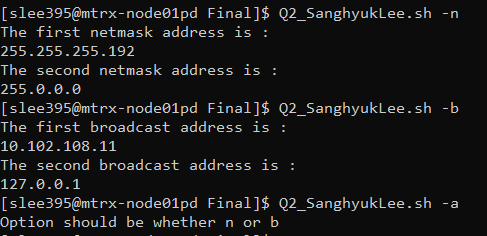 [slee395@mtrx-node01pd Final]$ Q2_SanghyukLee.sh -n
The first netmask address is :
255.255.255.192
The second netmask address is :
255.0.0.0
[slee395@mtrx-node01pd Final]$ Q2_SanghyukLee.sh -b
The first broadcast address is :
10.102.108.11
The second broadcast address is :
127.0.0.1
[slee395@mtrx-node01pd Final]$ Q2_SanghyukLee.sh -a
Option should be whether n or b